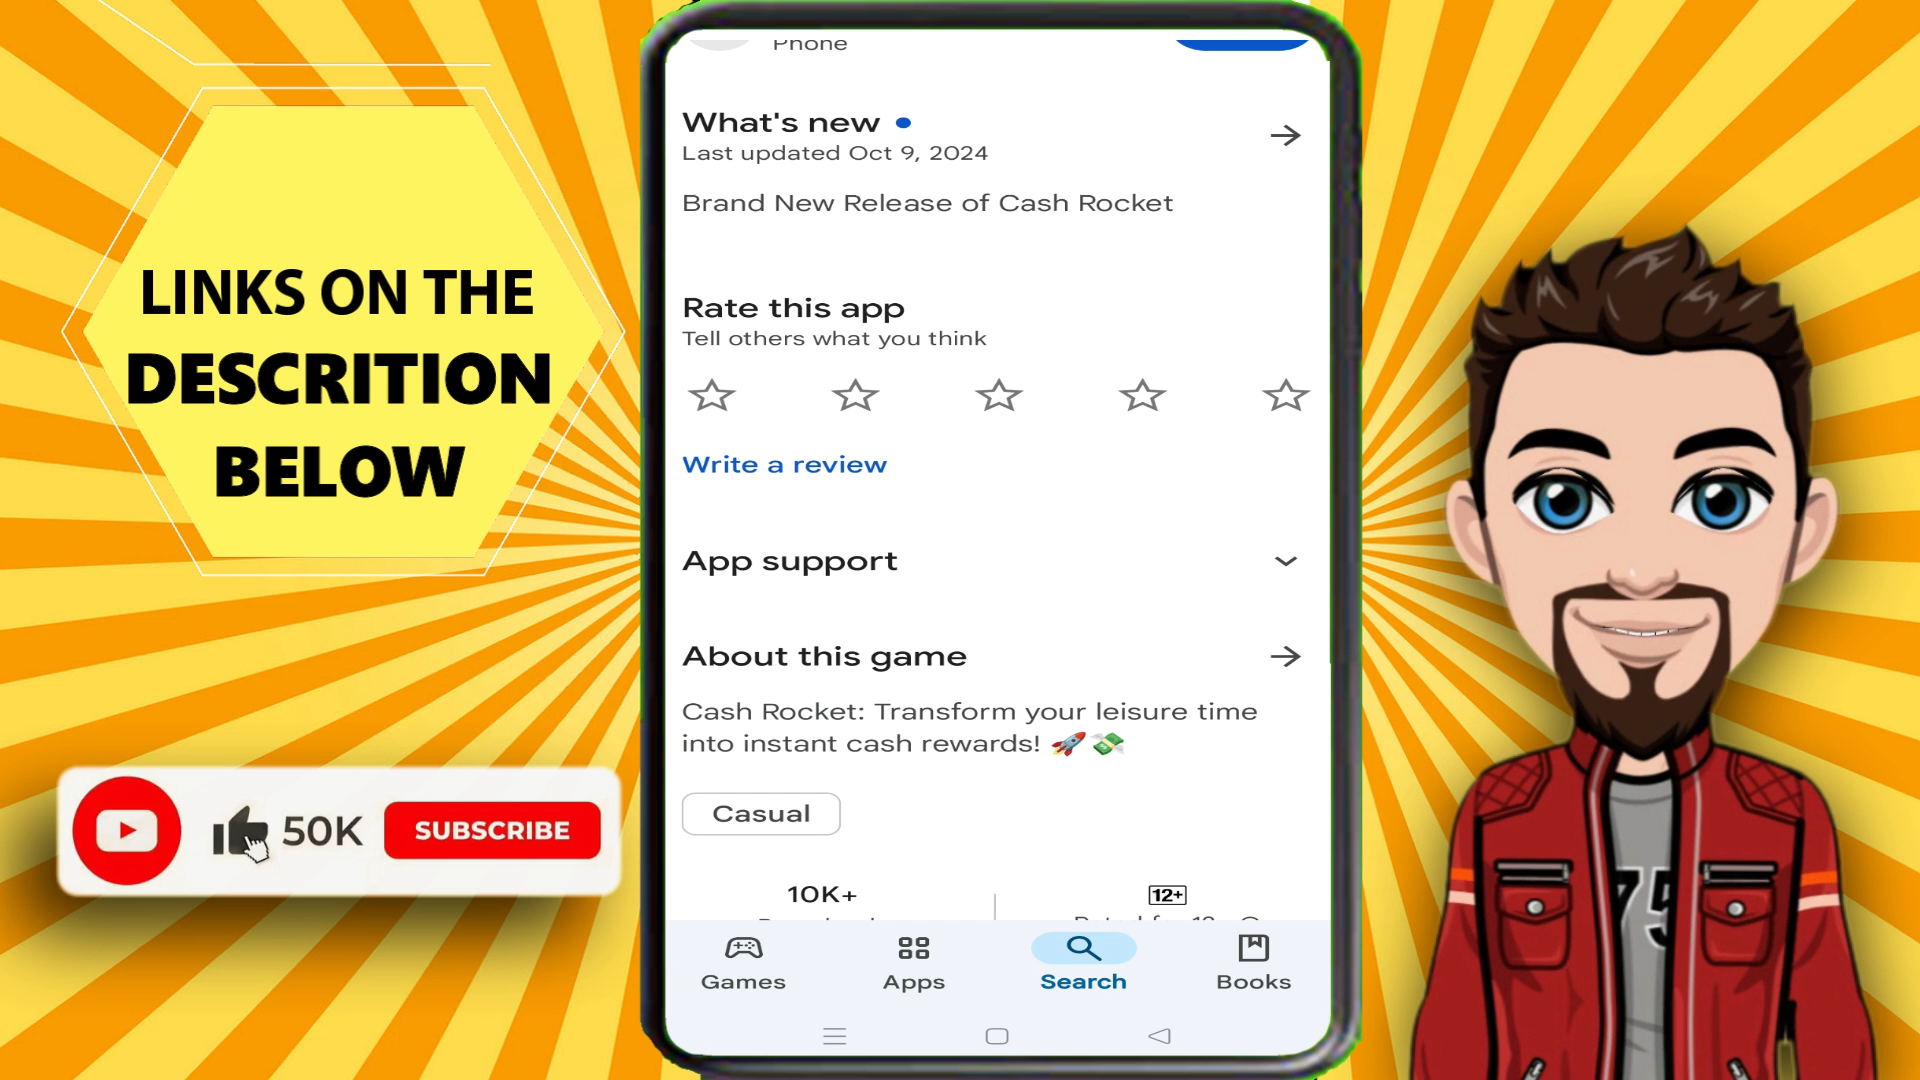 LINKS ON THE
DESCRITION
BELOW
50K
SUBSCRIBE
Phone
What's new
Last updated Oct 9, 2024
Brand New Release of Cash Rocket
Rate this app
Tell others what you think
Write a review
App support
About this game
Cash Rocket: Transform your leisure time
into instant cash rewards! 🚀💸
Casual
10K+
12+
Games
Apps
Search
Books
75